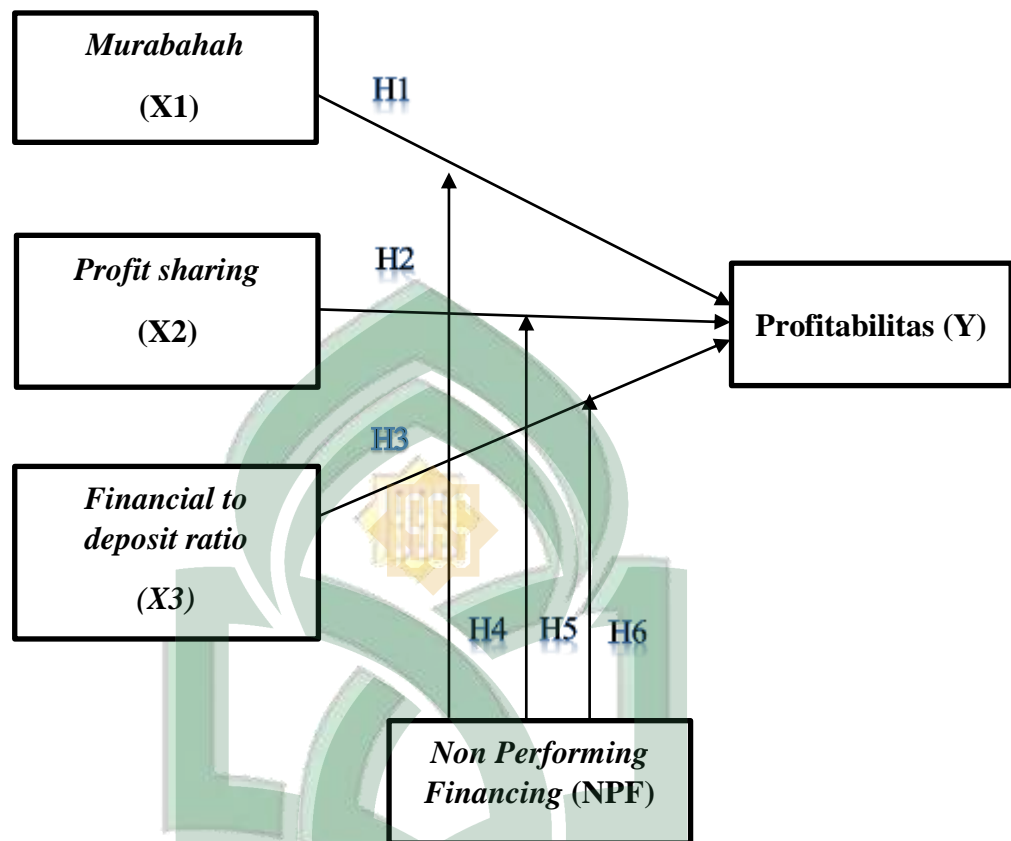 Murabahah
(X1)
H1
Profit sharing
(X2)
H2
Profitabilitas (Y)
Financial to
deposit ratio
(X3)
H3
H4
H5
H6
Non Performing
Financing (NPF)